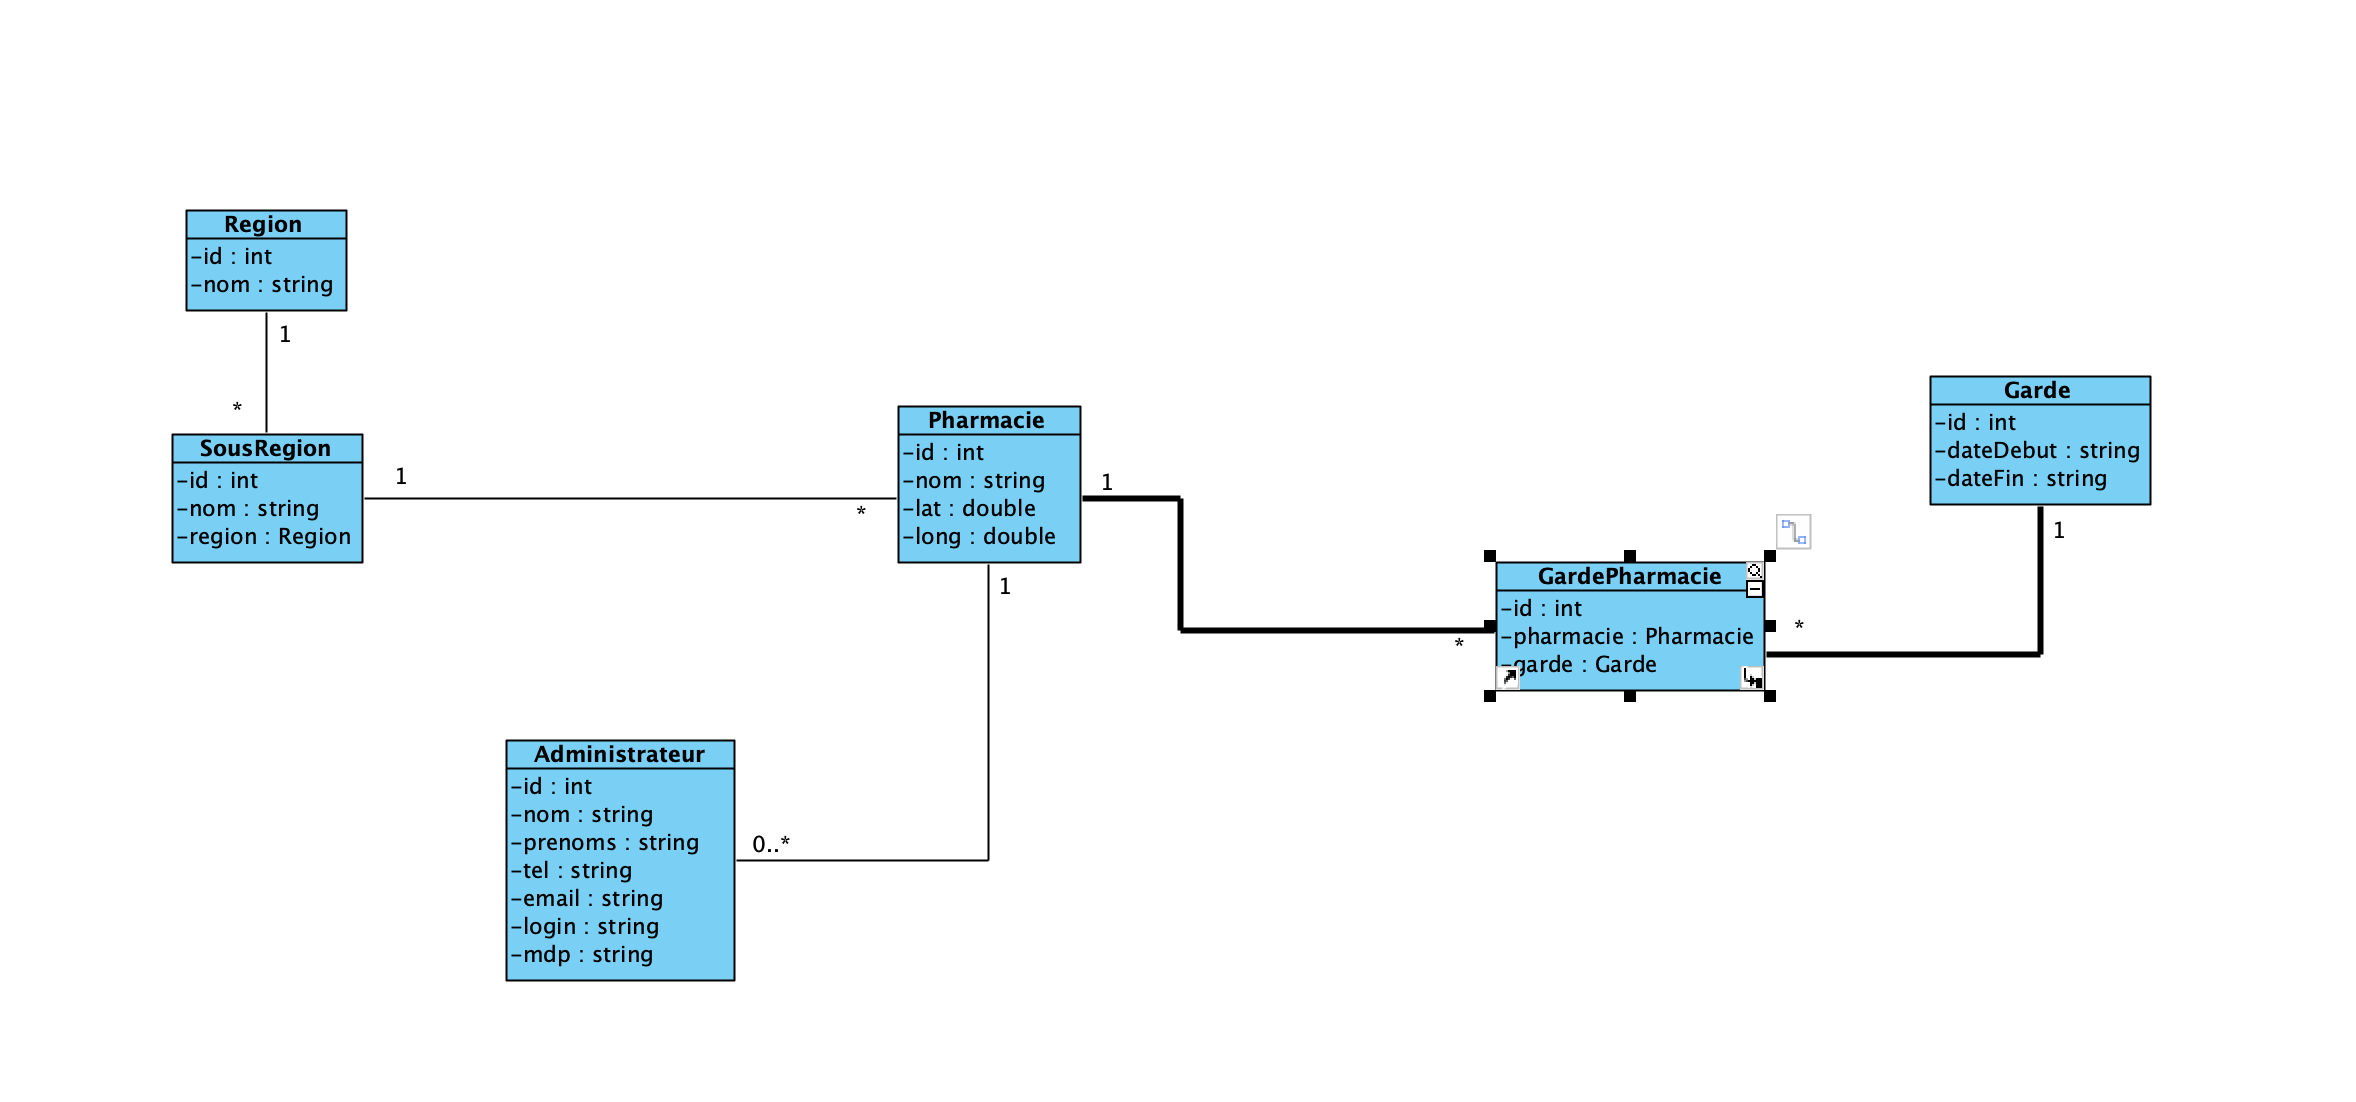 Region
-id : int
-nom : string
1
*
SousRegion
-id : int
-nom : string
-region : Region
1
*
Pharmacie
-id : int
-nom : string
-lat : double
-long : double
1
1
*
GardePharmacie
-id : int
-pharmacie : Pharmacie
-garde : Garde
*
Garde
-id : int
-dateDebut : string
-dateFin : string
1
Administrateur
-id : int
-nom : string
-prenoms : string
-tel : string
-email : string
-login : string
-mdp : string
0..*